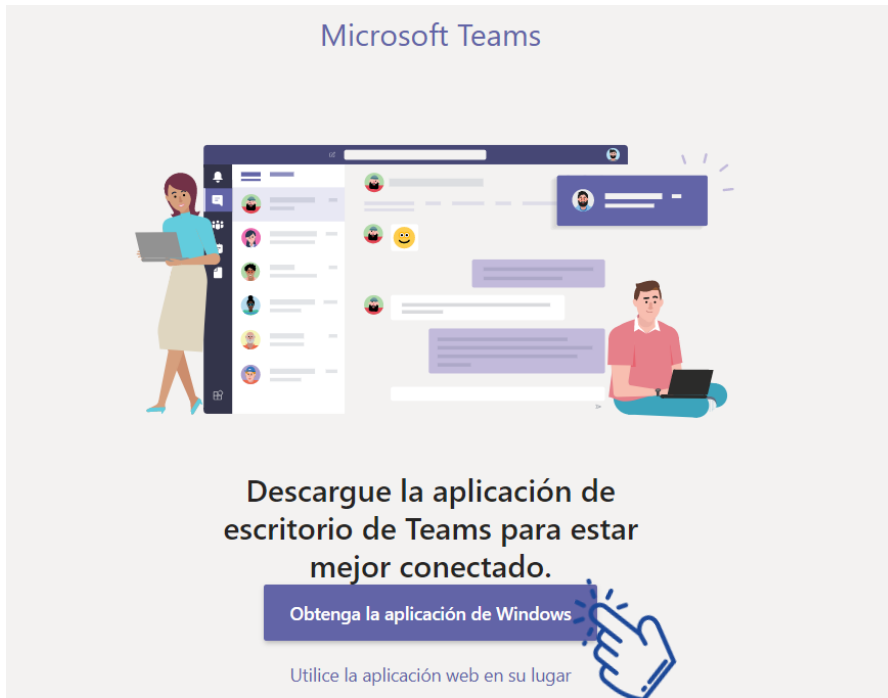 Microsoft Teams
Descargue la aplicación de
escritorio de Teams para estar
mejor conectado.
Obtenga la aplicación de Windows
Utilice la aplicación web en su lugar